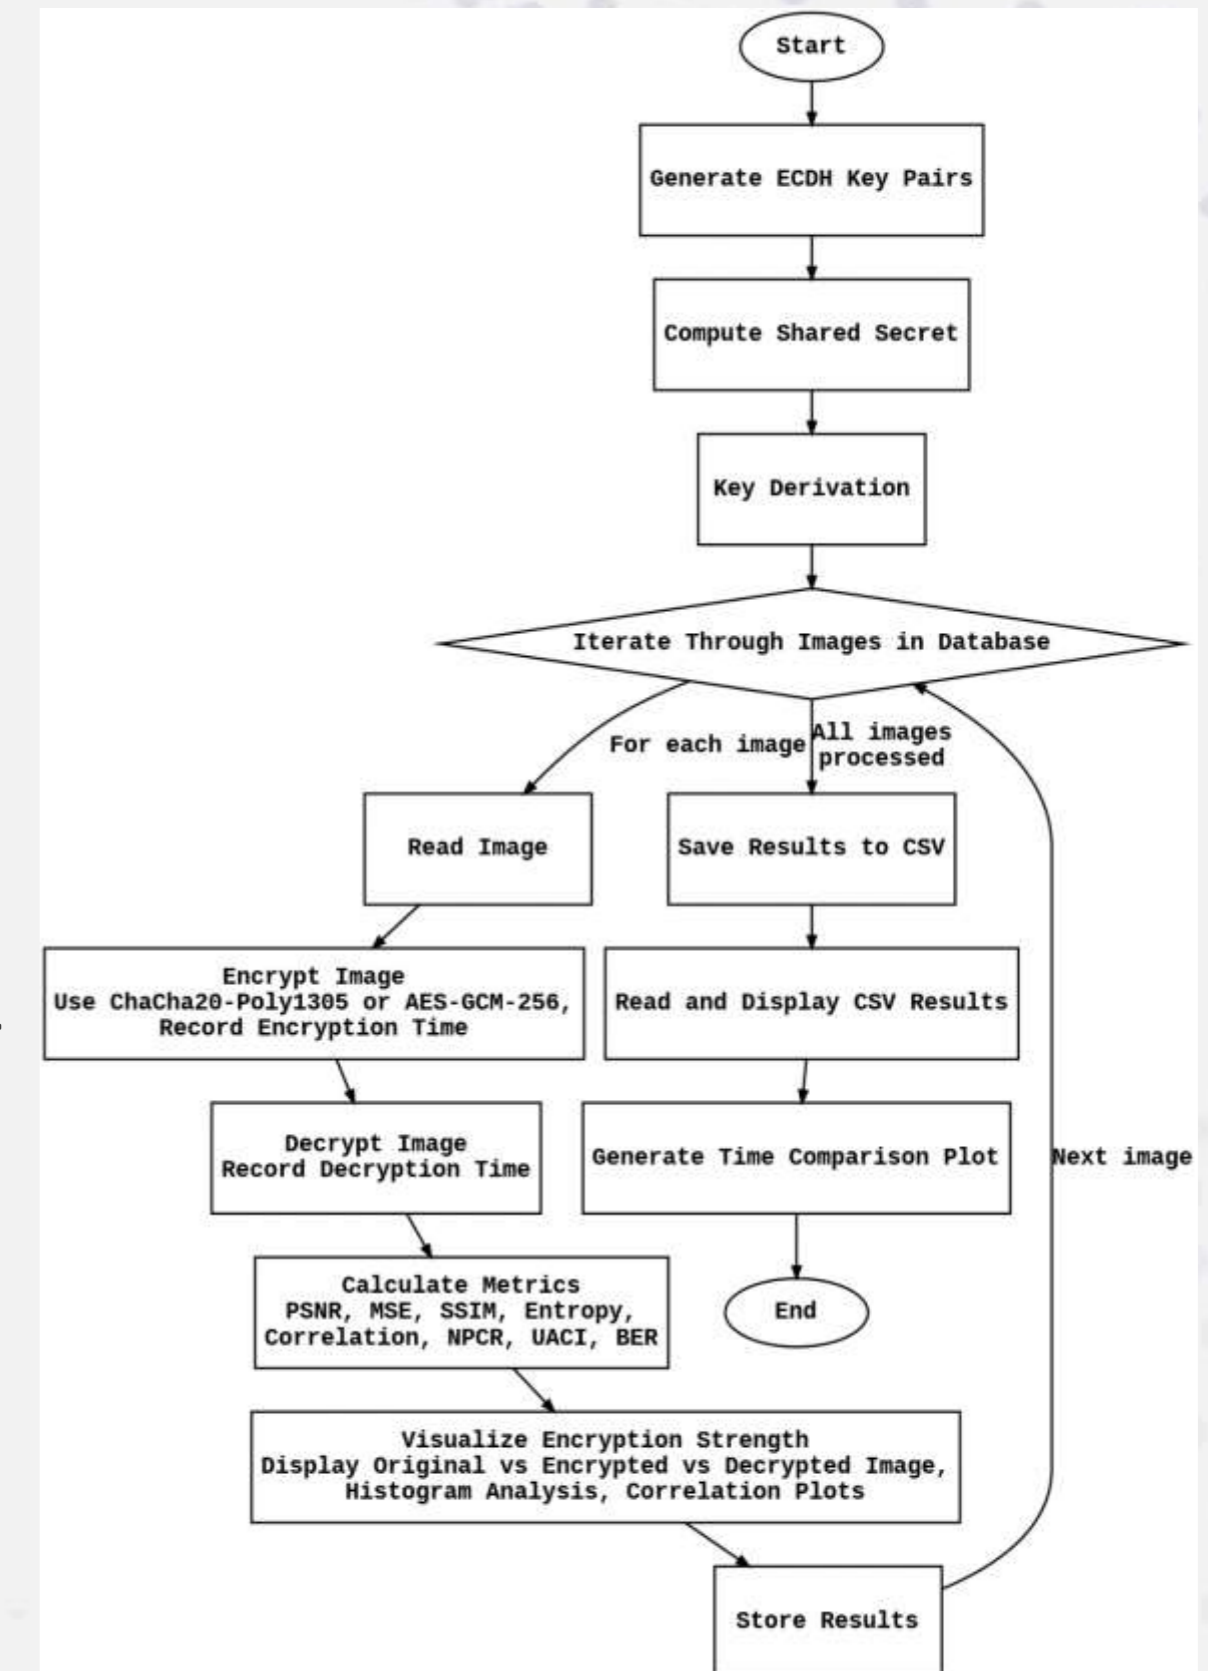 Start
Generate ECDH Key Pairs
Compute Shared Secret
Key Derivation
Iterate Through Images in Database
For each image
All images
processed
Read Image
Save Results to CSV
Encrypt Image
Use ChaCha20-Poly1305 or AES-GCM-256,
Record Encryption Time
Read and Display CSV Results
Decrypt Image
Record Decryption Time
Generate Time Comparison Plot
Next image
Calculate Metrics
PSNR, MSE, SSIM, Entropy,
Correlation, NPCR, UACI, BER
End
Visualize Encryption Strength
Display Original vs Encrypted vs Decrypted Image,
Histogram Analysis, Correlation Plots
Store Results